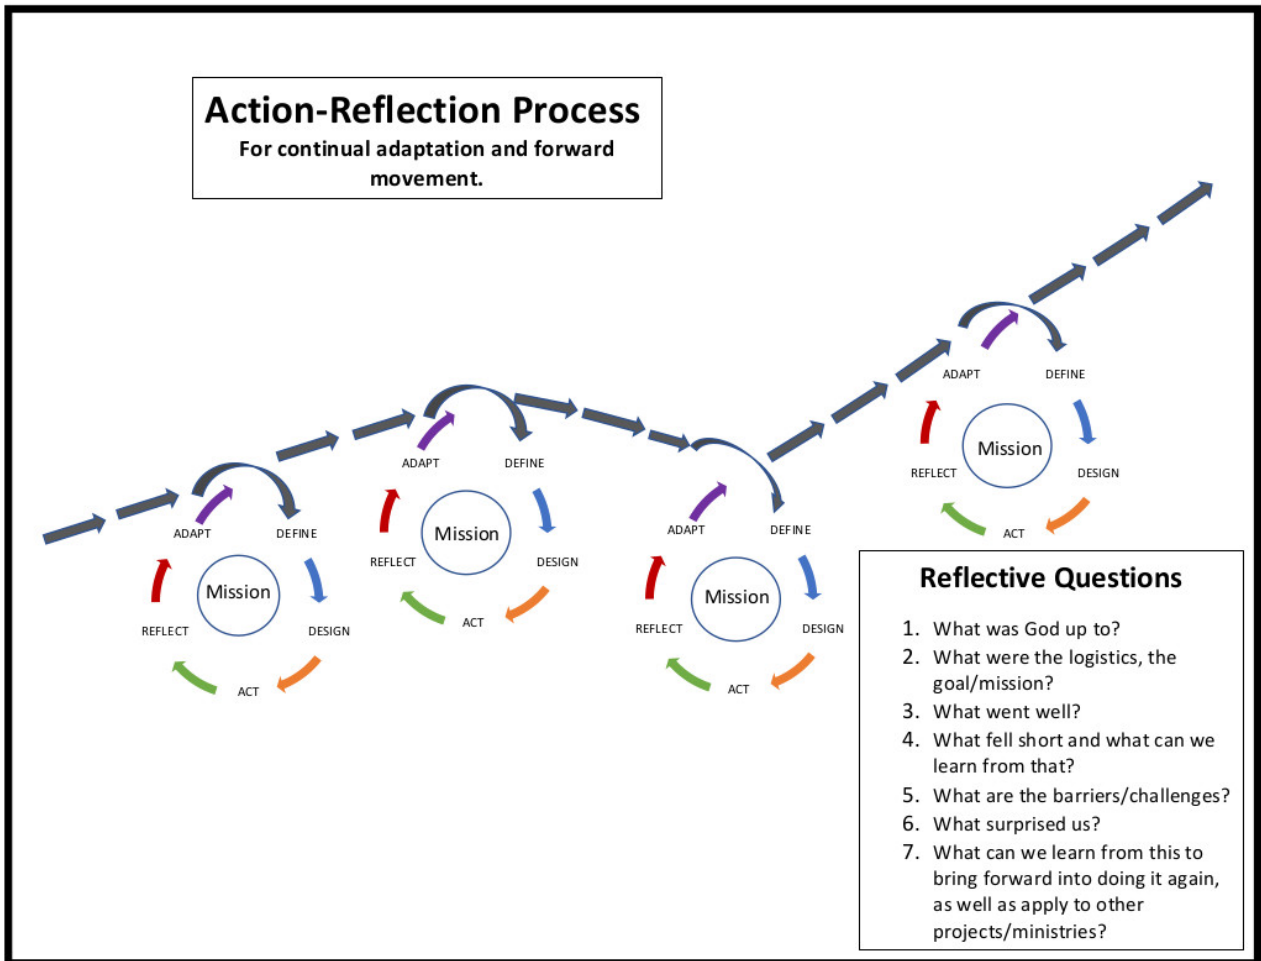 Action-Reflection Process
For continual adaptation and forward
movement.
ADAPT
DEFINE
Mission
REFLECT
DESIGN
ACT
ADAPT
DEFINE
Mission
REFLECT
DESIGN
ACT
ADAPT
DEFINE
Mission
REFLECT
DESIGN
ACT
ADAPT
DEFINE
Mission
REFLECT
DESIGN
ACT
Reflective Questions
1. What was God up to?
2. What were the logistics, the
goal/mission?
3. What went well?
4. What fell short and what can we
learn from that?
5. What are the barriers/challenges?
6. What surprised us?
7. What can we learn from this to
bring forward into doing it again,
as well as apply to other
projects/ministries?